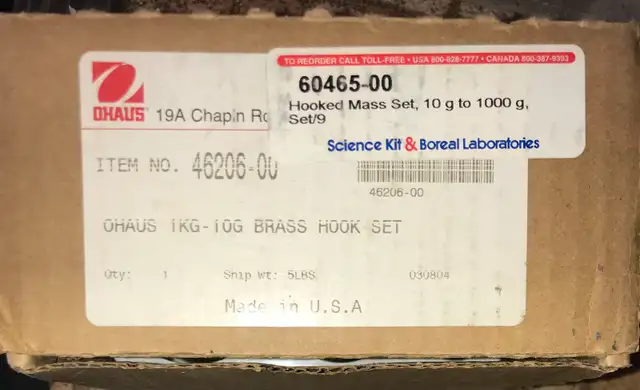 TO REORDER CALL TOLL-FREE • USA 800-828-7777 • CANADA 800-387-9393
60465-00
Hooked Mass Set, 10 g to 1000 g,
Set/9
Science Kit & Boreal Laboratories
OHAUS 19A Chapin
ITEM NO. 46206-00
46206-00
OHAUS 1KG-10G BRASS HOOK SET
Qty: 1 Ship Wt: 5LBS 030804
Made in U.S.A